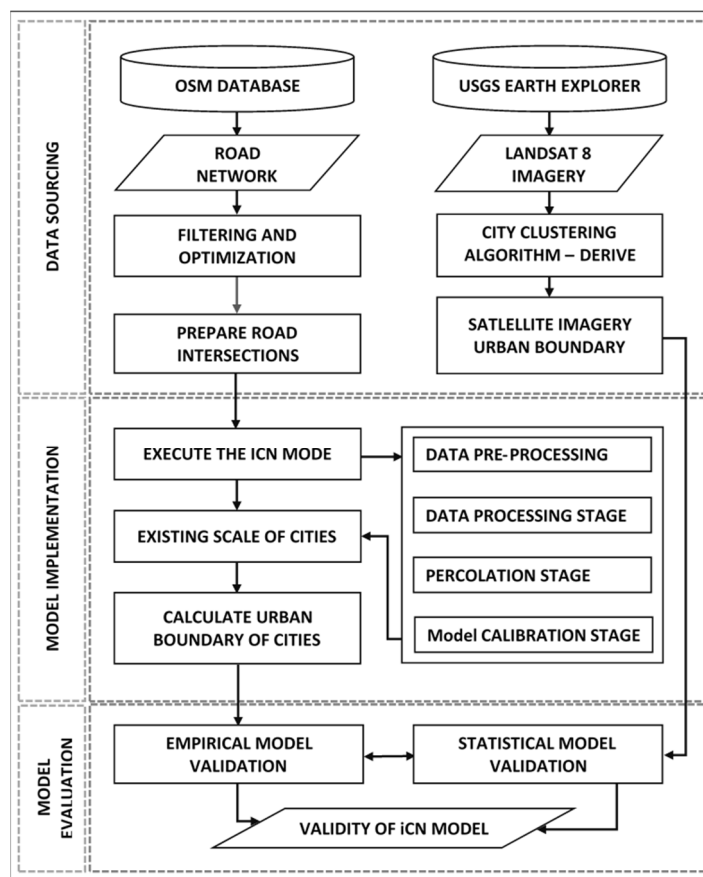 DATA SOURCING
OSM DATABASE
USGS EARTH EXPLORER
ROAD
NETWORK
LANDSAT 8
IMAGERY
FILTERING AND
OPTIMIZATION
CITY CLUSTERING
ALGORITHM – DERIVE
PREPARE ROAD
INTERSECTIONS
SATLELLITE IMAGERY
URBAN BOUNDARY
MODEL IMPLEMENTATION
EXECUTE THE ICN MODE
EXISTING SCALE OF CITIES
CALCULATE URBAN
BOUNDARY OF CITIES
DATA PRE-PROCESSING
DATA PROCESSING STAGE
PERCOLATION STAGE
Model CALIBRATION STAGE
MODEL
EVALUATION
EMPIRICAL MODEL
VALIDATION
STATISTICAL MODEL
VALIDATION
VALIDITY OF iCN MODEL